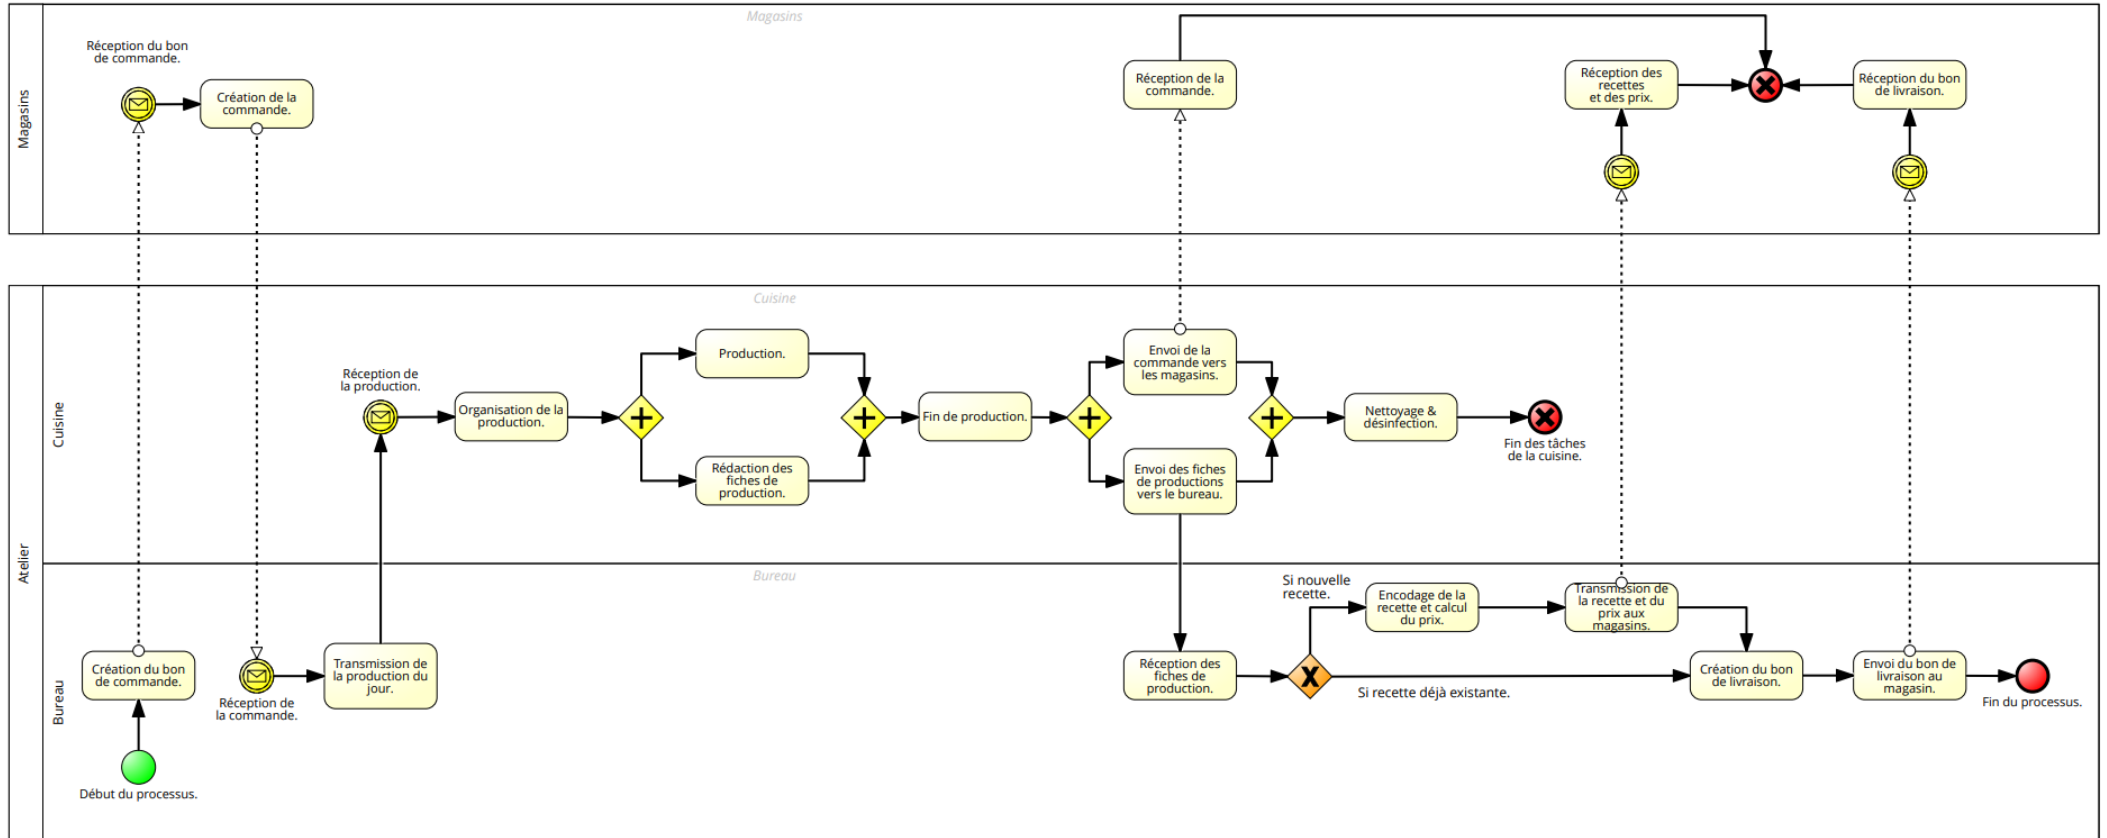 Magasins
Magasins
Réception du bon
de commande.
Création de la
commande.
Réception de la
commande.
Réception des
recettes
et des prix.
Réception du bon
de livraison.
Atelier
Cuisine
Cuisine
Réception de
la production.
Organisation de la
production.
Production.
Rédaction des
fiches de
production.
Fin de production.
Envoi de la
commande vers
les magasins.
Envoi des fiches
de productions
vers le bureau.
Nettoyage &
désinfection.
Fin des tâches
de la cuisine.
Bureau
Bureau
Création du bon
de commande.
Début du processus.
Réception de
la commande.
Transmission de
la production du
jour.
Réception des
fiches de
production.
Si nouvelle
recette.
Si recette déjà existante.
Encodage de la
recette et calcul
du prix.
Transmission de
la recette et du
prix aux
magasins.
Création du bon
de livraison.
Envoi du bon de
livraison au
magasin.
Fin du processus.